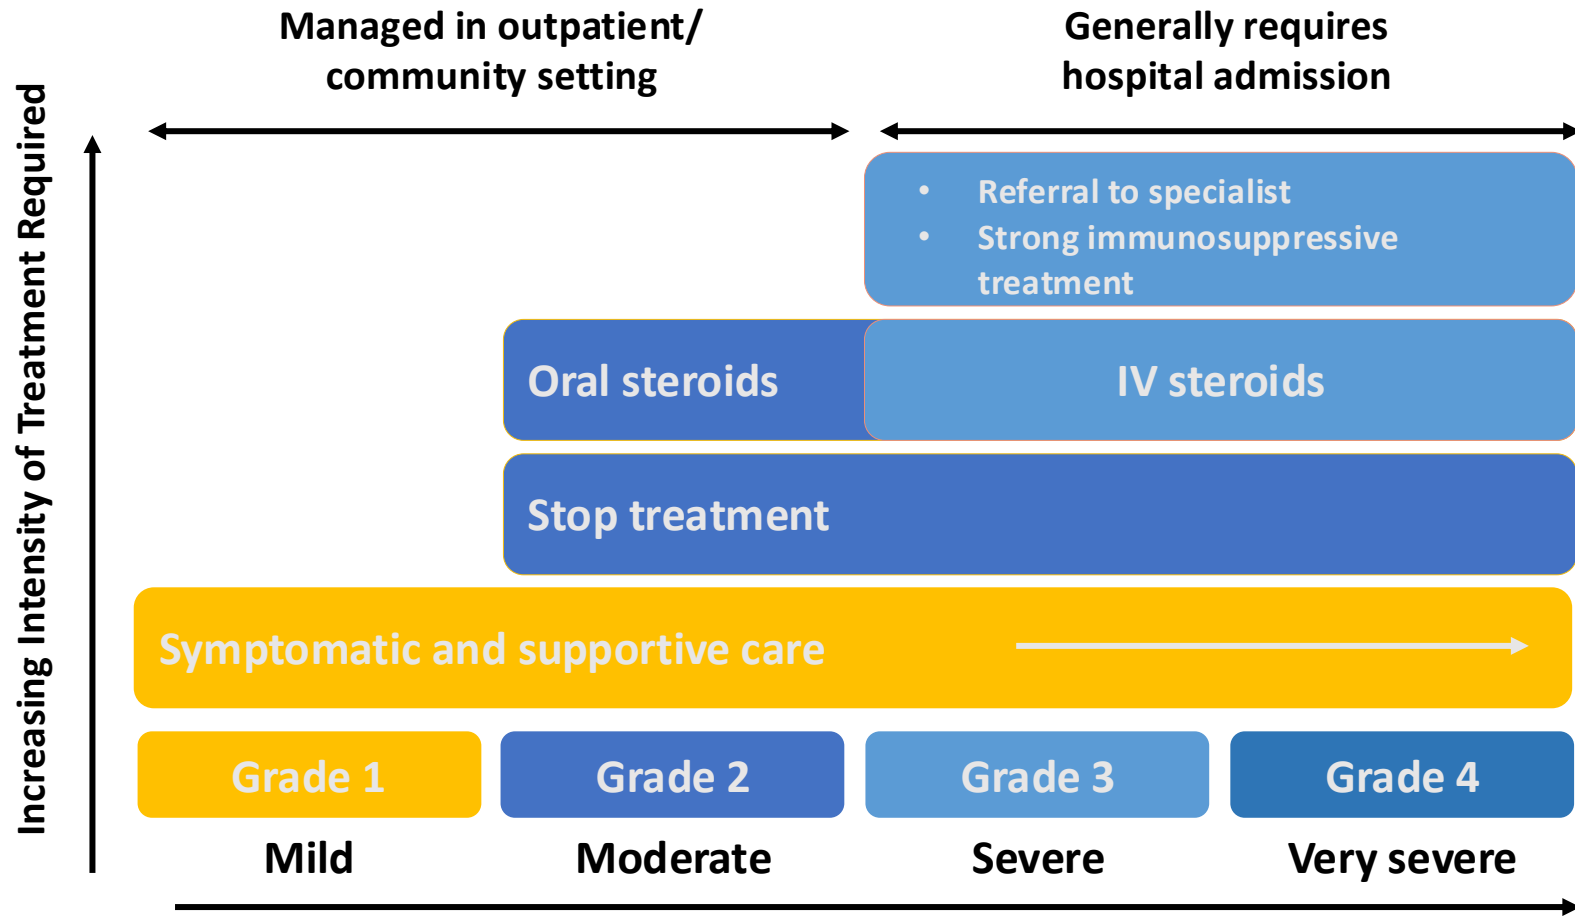 Managed in outpatient/
community setting
Generally requires
hospital admission
Increasing Intensity of Treatment Required
• Referral to specialist
• Strong immunosuppressive
treatment
Oral steroids
IV steroids
Stop treatment
Symptomatic and supportive care
Grade 1
Grade 2
Grade 3
Grade 4
Mild
Moderate
Severe
Very severe